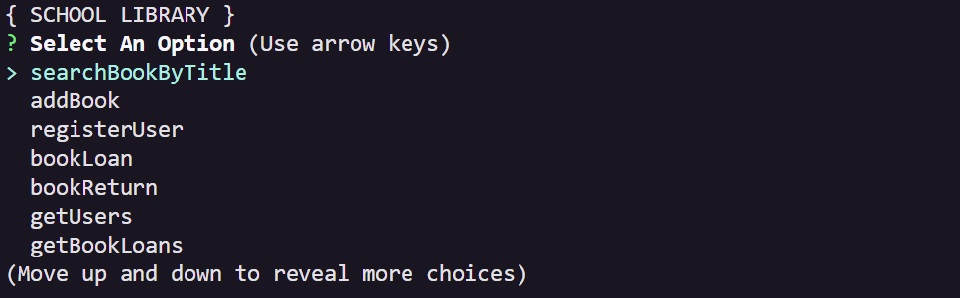 { SCHOOL LIBRARY }
? Select An Option (Use arrow keys)
> searchBookByTitle
addBook
registerUser
bookLoan
bookReturn
getUsers
getBookLoans
(Move up and down to reveal more choices)